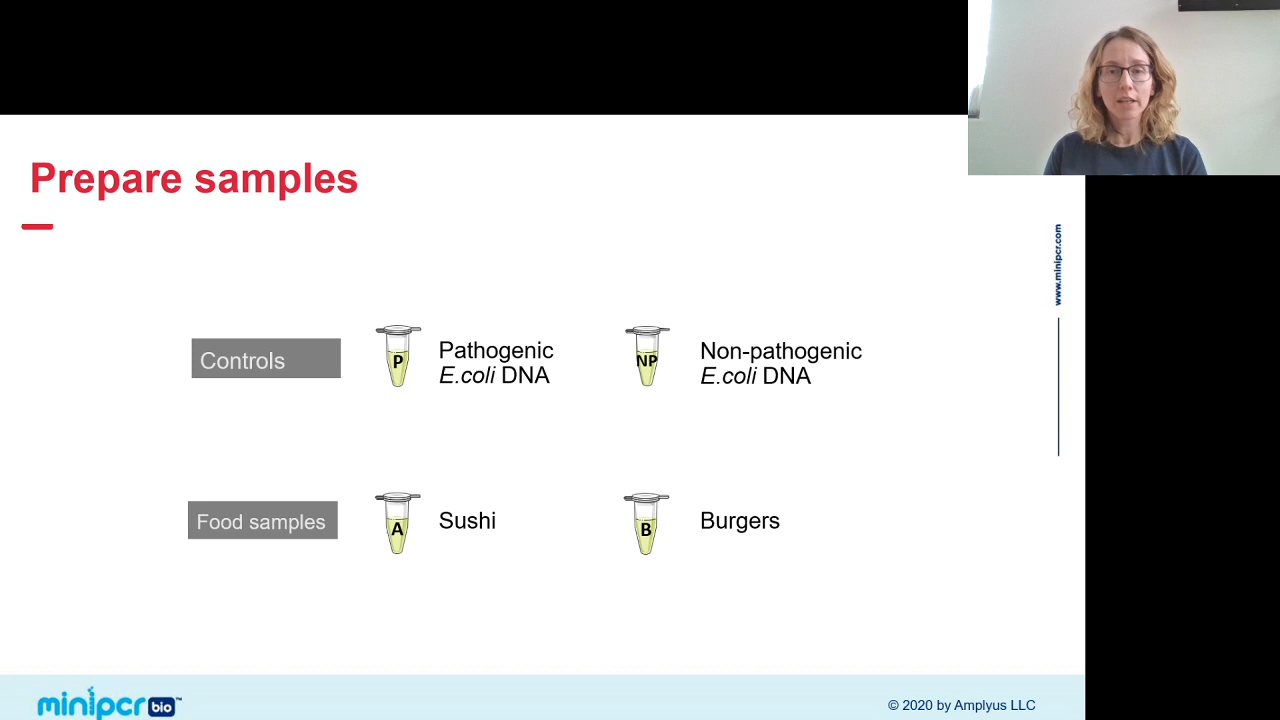 Prepare samples
www.minipcr.com
Controls
P
Pathogenic
E.coli DNA
NP
Non-pathogenic
E.coli DNA
Food samples
A
Sushi
B
Burgers
minipcr bio™
© 2020 by Amplyus LLC